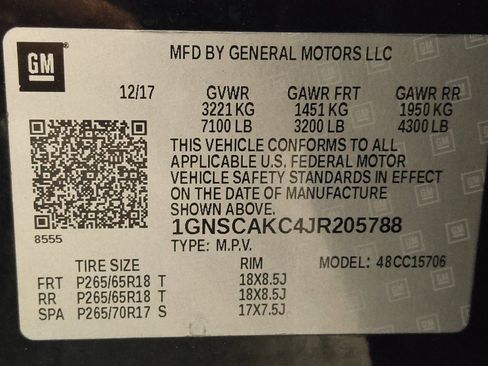 GM
MFD BY GENERAL MOTORS LLC
12/17 GVWR GAWR FRT GAWR RR
3221 KG 1451 KG 1950 KG
7100 LB 3200 LB 4300 LB
THIS VEHICLE CONFORMS TO ALL
APPLICABLE U.S. FEDERAL MOTOR
VEHICLE SAFETY STANDARDS IN EFFECT
ON THE DATE OF MANUFACTURE
SHOWN ABOVE.
8555
1GNSCAKC4JR205788
TYPE: M.P.V.
TIRE SIZE RIM MODEL: 48CC15706
FRT P265/65R18 T 18X8.5J
RR P265/65R18 T 18X8.5J
SPA P265/70R17 S 17X7.5J